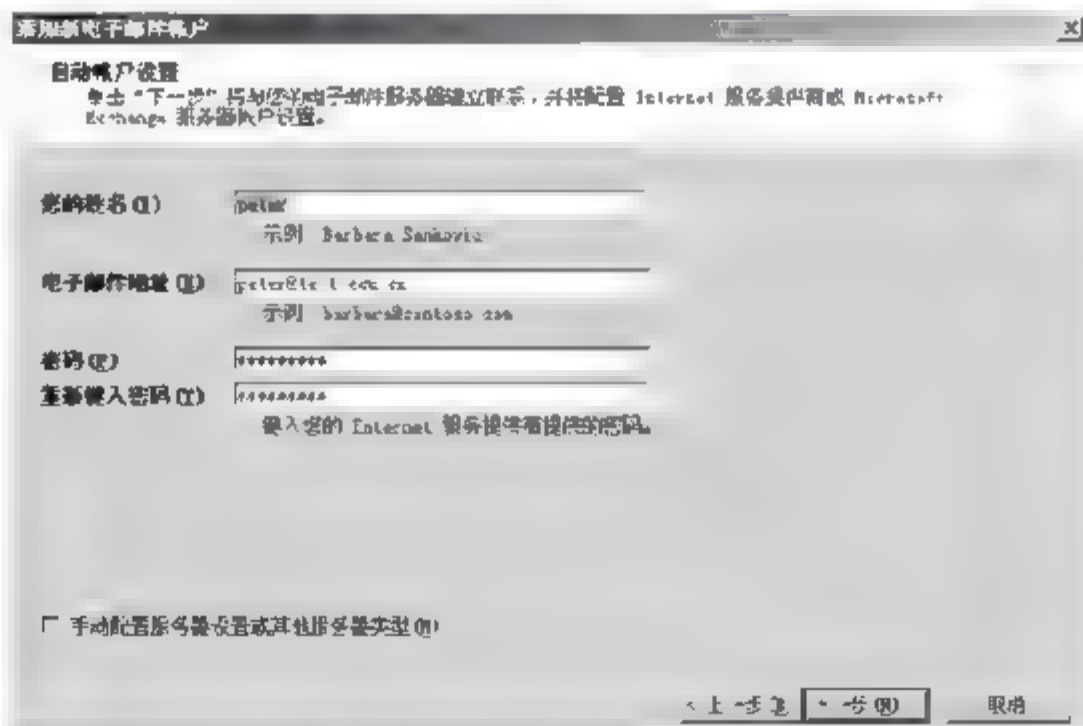 添加新电子邮件帐户
自动帐户设置
单击“下一步”将与您的电子邮件服务器建立联系，并将配置 Internet 服务提供商或 Microsoft
Exchange 服务器帐户设置。
您的姓名(Y)
peter
示例 Barbara Sankovic
电子邮件地址(E)
示例 barbara@contoso com
密码(P)
*********
重新键入密码(T)
*********
键入您的 Internet 服务提供商提供的密码。
手动配置服务器设置或其他服务器类型(M)
< 上一步(B)
下一步(N)
取消